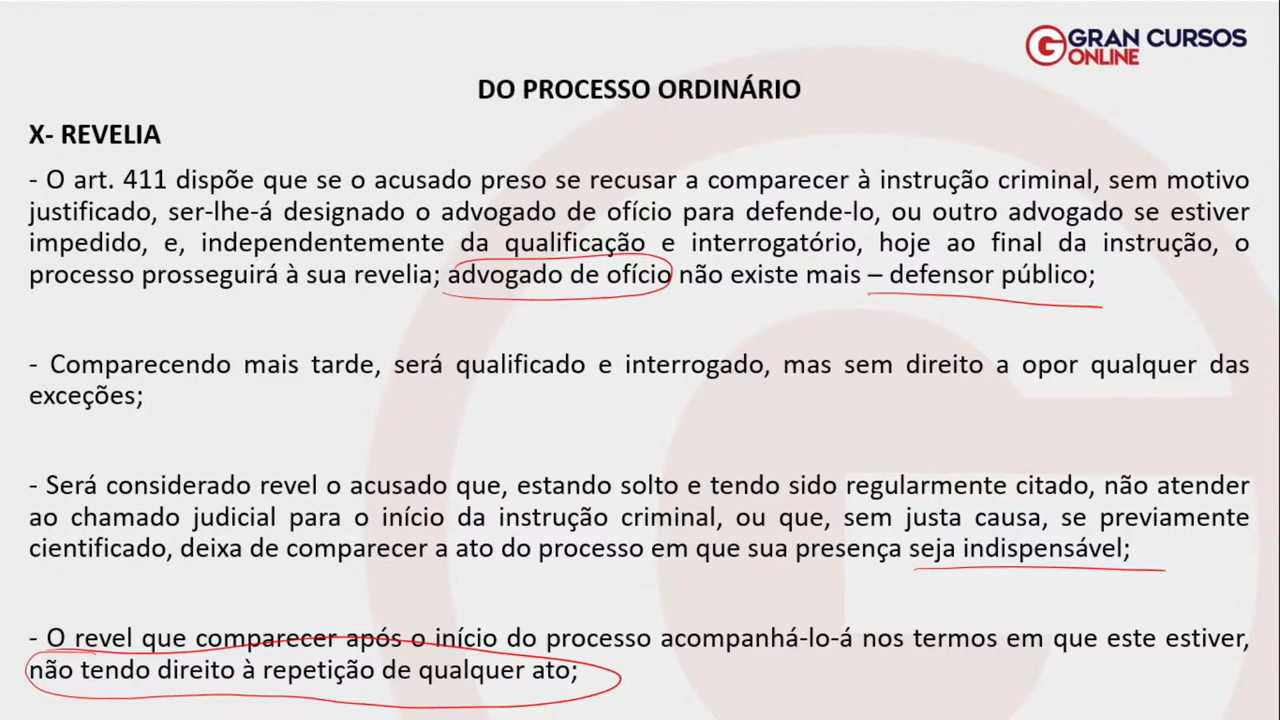 GRAN CURSOS
ONLINE
DO PROCESSO ORDINÁRIO
X- REVELIA
- O art. 411 dispõe que se o acusado preso se recusar a comparecer à instrução criminal, sem motivo
justificado, ser-lhe-á designado o advogado de ofício para defende-lo, ou outro advogado se estiver
impedido, e, independentemente da qualificação e interrogatório, hoje ao final da instrução, o
processo prosseguirá à sua revelia; advogado de ofício não existe mais – defensor público;
- Comparecendo mais tarde, será qualificado e interrogado, mas sem direito a opor qualquer das
exceções;
- Será considerado revel o acusado que, estando solto e tendo sido regularmente citado, não atender
ao chamado judicial para o início da instrução criminal, ou que, sem justa causa, se previamente
cientificado, deixa de comparecer a ato do processo em que sua presença seja indispensável;
- O revel que comparecer após o início do processo acompanhá-lo-á nos termos em que este estiver,
não tendo direito à repetição de qualquer ato;